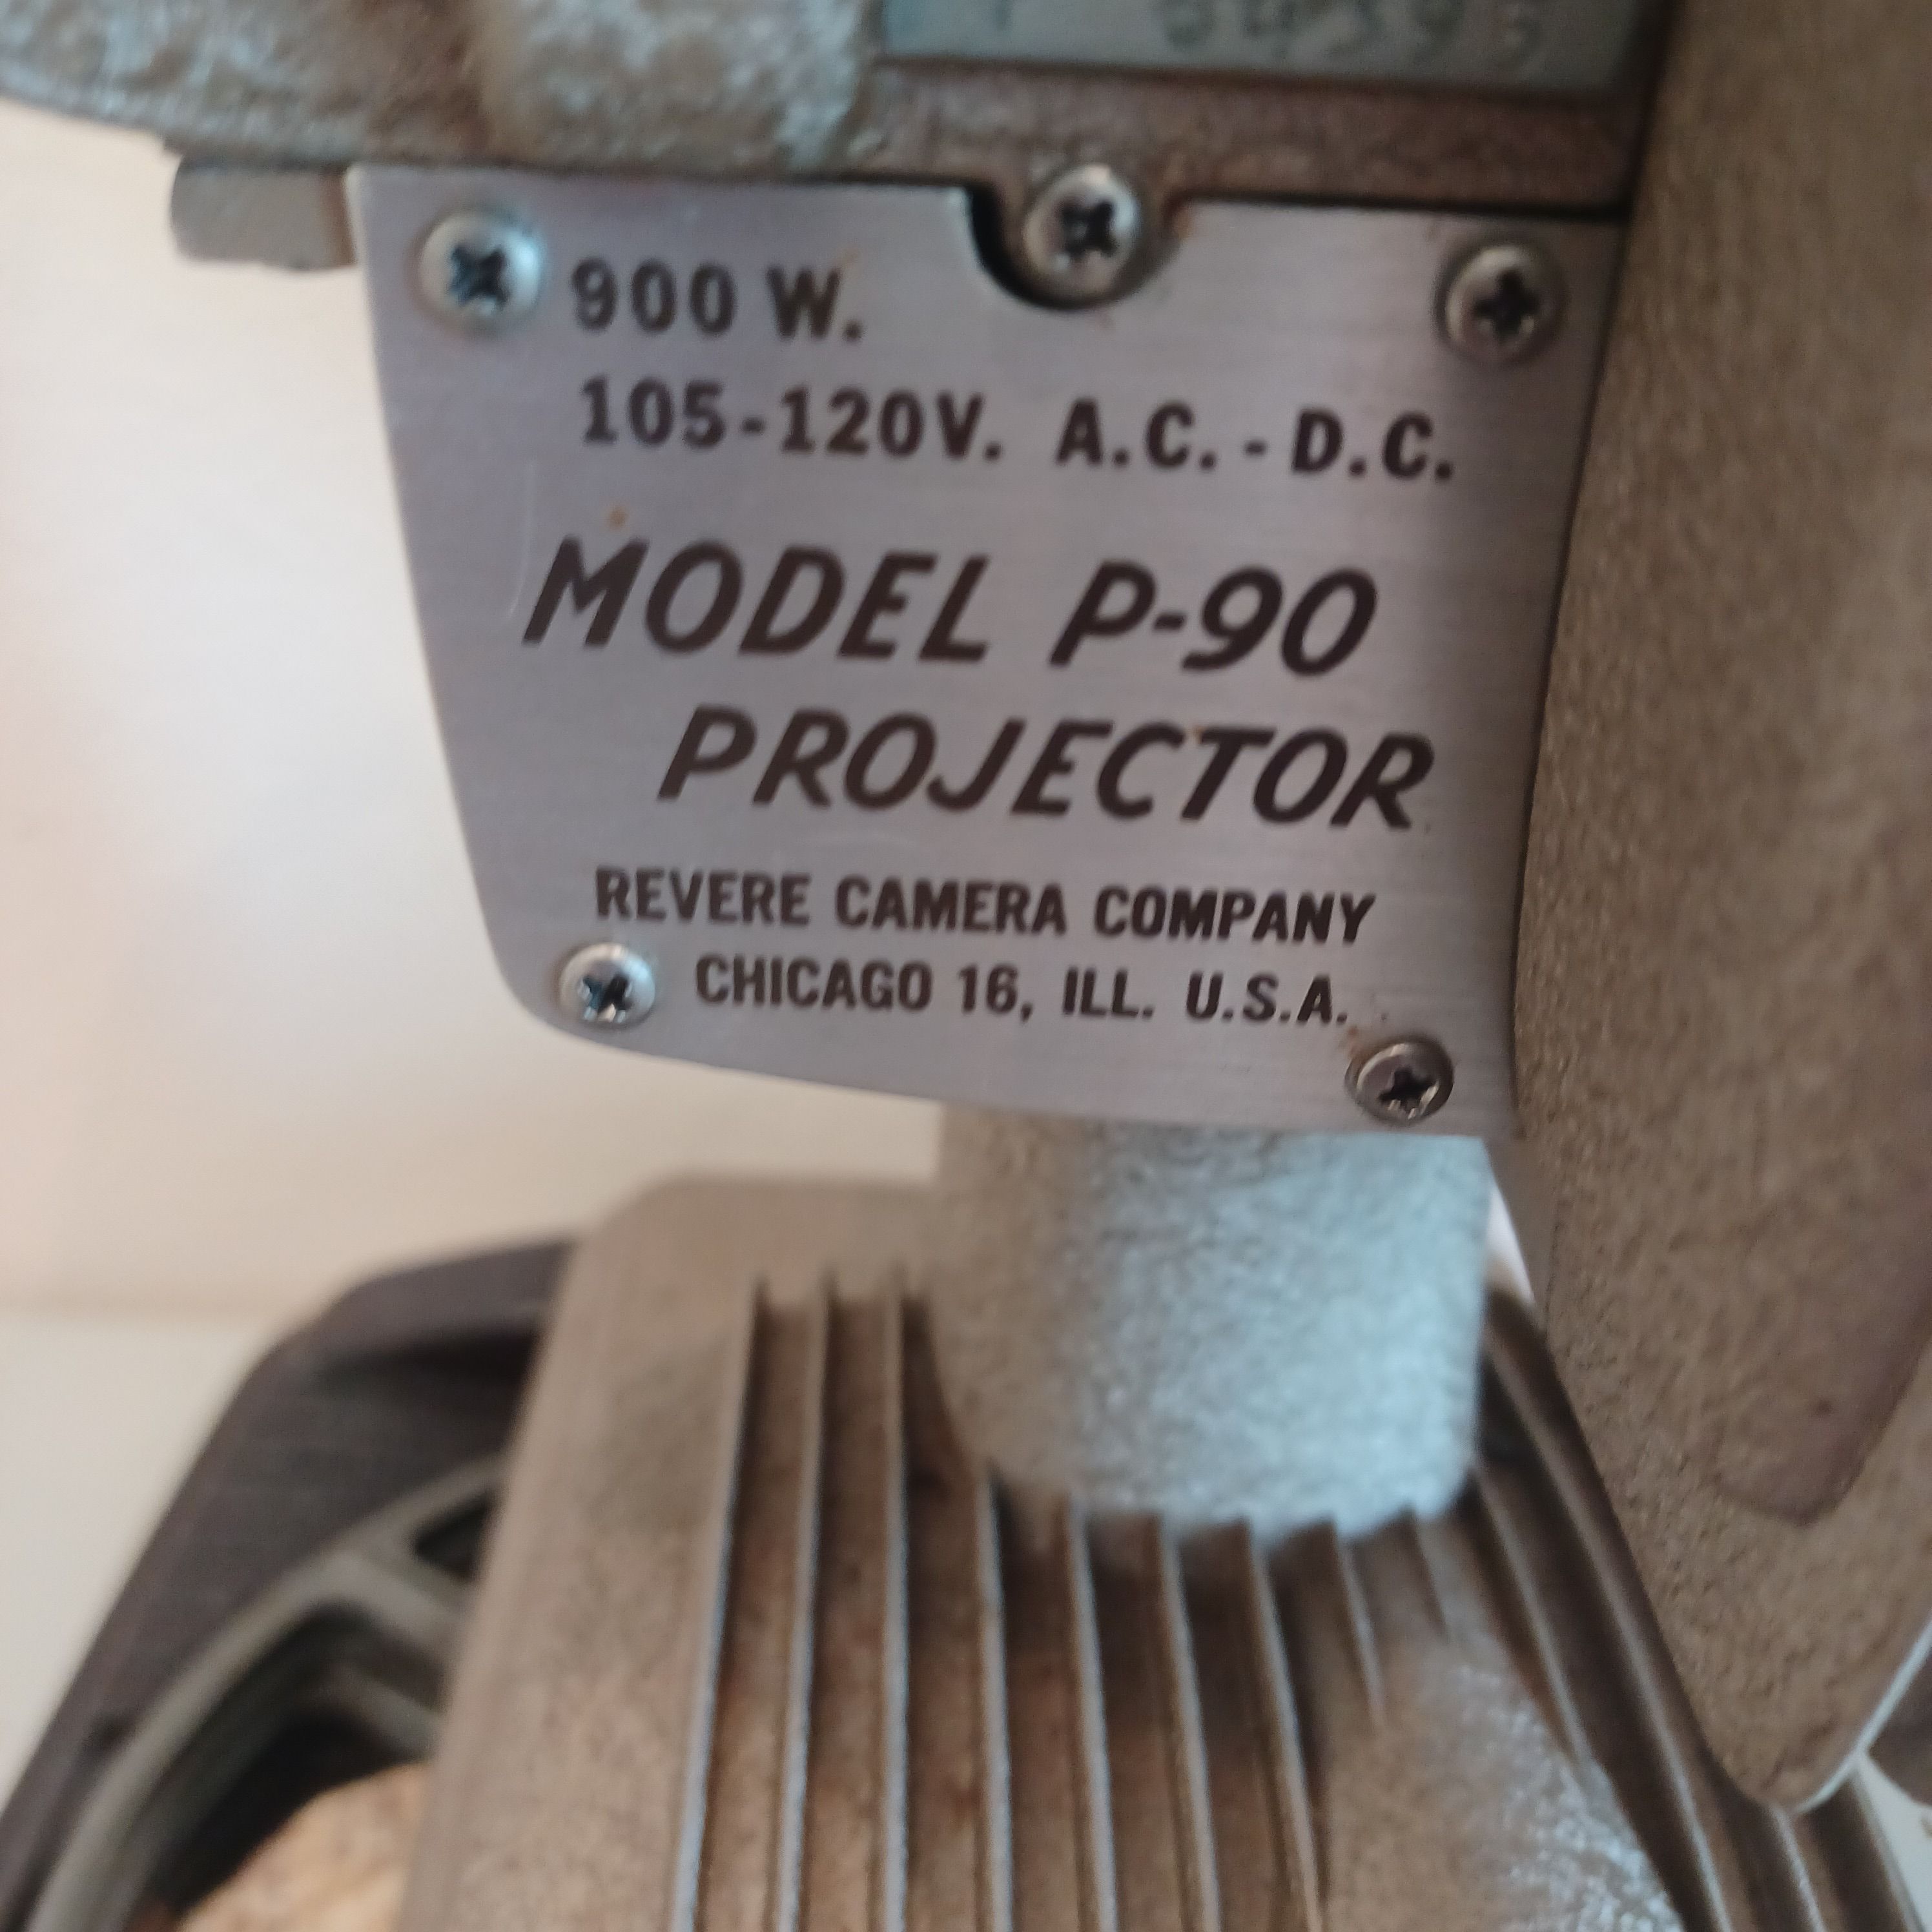 900 W.
105-120V. A.C.-D.C.
MODEL P-90
PROJECTOR
REVERE CAMERA COMPANY
CHICAGO 16, ILL. U.S.A.